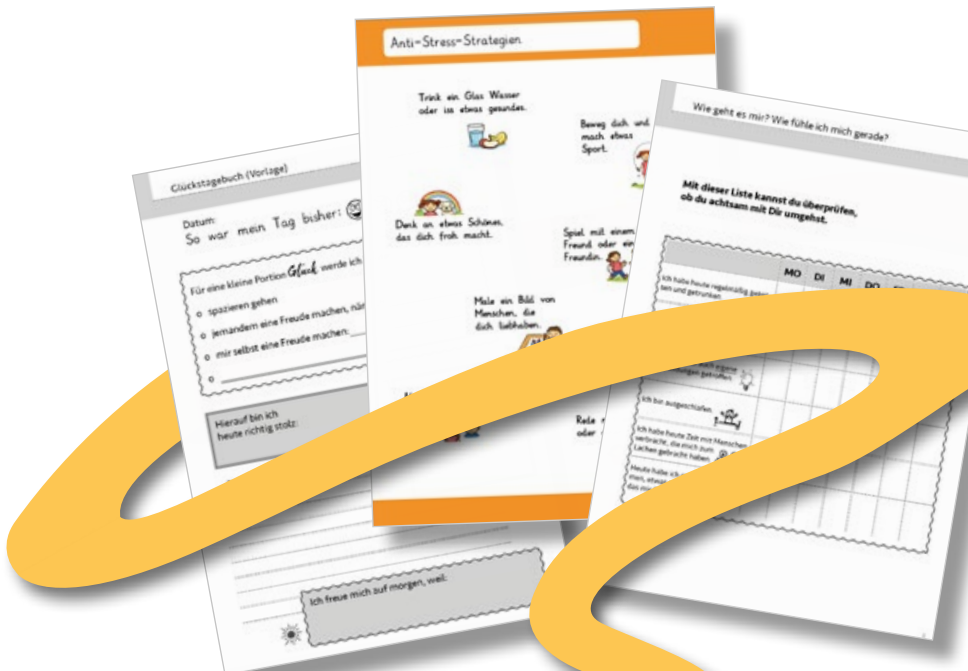 Glückstagebuch (Vorlage)
Datum:
So war mein Tag bisher:
Für eine kleine Portion Glück werde ich
o spazieren gehen
o jemandem eine Freude machen,
o mir selbst eine Freude machen:
o
Hierauf bin ich
heute richtig stolz:
Ich freue mich auf morgen, weil:
Anti-Stress-Strategien
Trink ein Glas Wasser
oder iss etwas gesundes.
Beweg dich und
mach etwas
Sport.
Denk an etwas Schönes,
das dich froh macht.
Spiel mit einem
Freund oder
Freundin.
Male ein Bild von
Menschen, die
dich liebhaben.
Rede
oder
Wie geht es mir? Wie fühle ich mich gerade?
Mit dieser Liste kannst du überprüfen,
ob du achtsam mit Dir umgehst.
MO DI MI DO
Ich habe heute regelmäßig
ten und getrunken
eigene
getroffen.
Ich bin ausgeschlafen.
Ich habe heute Zeit mit Menschen
verbracht, die mich zum
Lachen gebracht haben.
Heute habe ich
men, etwas